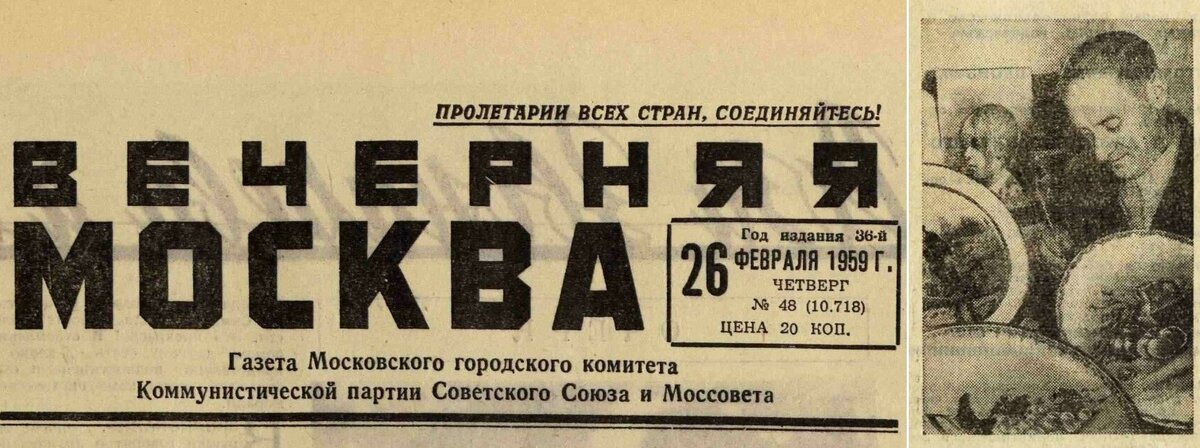 ПРОЛЕТАРИИ ВСЕХ СТРАН, СОЕДИНЯЙТЕСЬ!
ВЕЧЕРНЯЯ
МОСКВА
Год издания 36-й
26 ФЕВРАЛЯ 1959 Г.
ЧЕТВЕРГ
№ 48 (10.718)
ЦЕНА 20 КОП.
Газета Московского городского комитета
Коммунистической партии Советского Союза и Моссовета